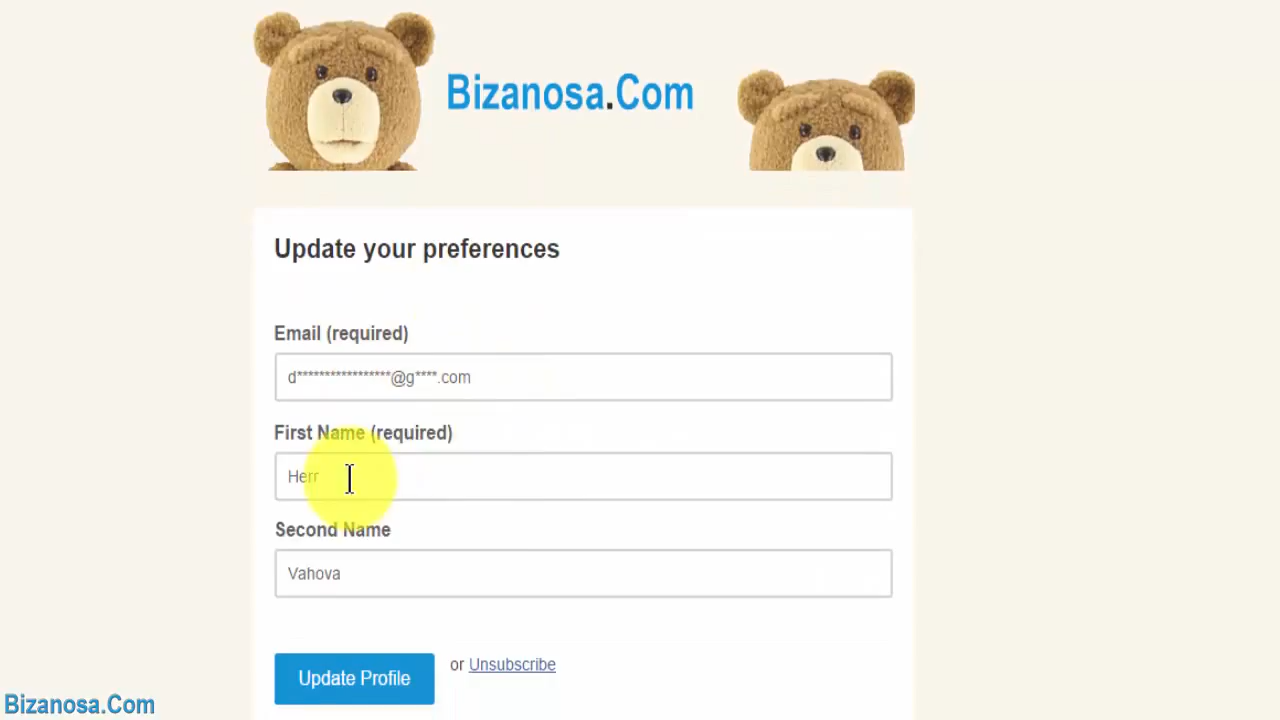 Bizanosa.Com
Update your preferences
Email (required)
d*****************@g****.com
First Name (required)
Herr
Second Name
Vahova
Update Profile or Unsubscribe
Bizanosa.Com